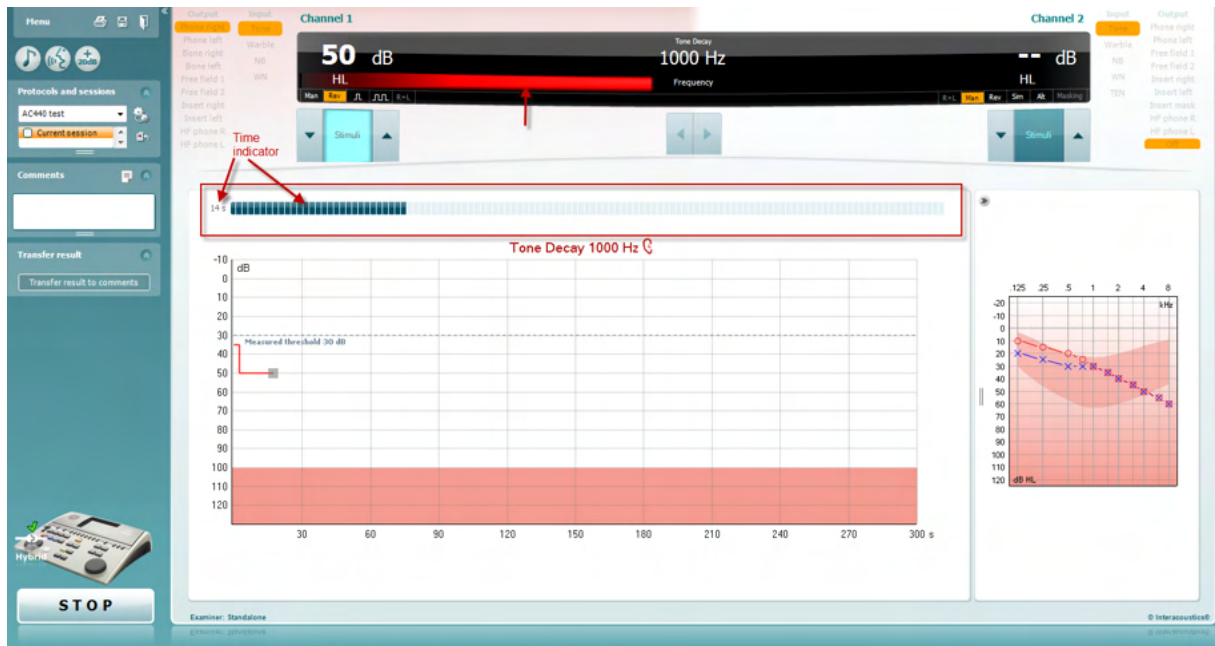 Menu
Protocols and sessions
AC440 test
Current session
Comments
Transfer result
Transfer result to comments
Hybrid
STOP
Output
Input
Phone right
Tone
Phone left
Warble
Bone right
NB
Bone left
Free field 1
WN
Free field 2
Insert right
Insert left
HF phone R
HF phone L
Channel 1
50 dB
HL
Man Rev R+L
Tone Decay
1000 Hz
Frequency
Channel 2
-- dB
HL
R+L Man Rev Sim Alt Masking
Stimuli
Stimuli
Input
Output
Tone
Phone right
Warble
Phone left
NB
Free field 1
Free field 2
WN
Insert right
TEN
Insert left
Insert mask
HF phone R
HF phone L
Off
Time
indicator
14 s
Tone Decay 1000 Hz
dB
-10
0
10
20
30
Measured threshold 30 dB
40
50
60
70
80
90
100
110
120
30 60 90 120 150 180 210 240 270 300 s
.125 .25 .5 1 2 4 8
kHz
-20
-10
0
10
20
30
40
50
60
70
80
90
100
110
120
dB HL
Examiner: Standalone
© Interacoustics®